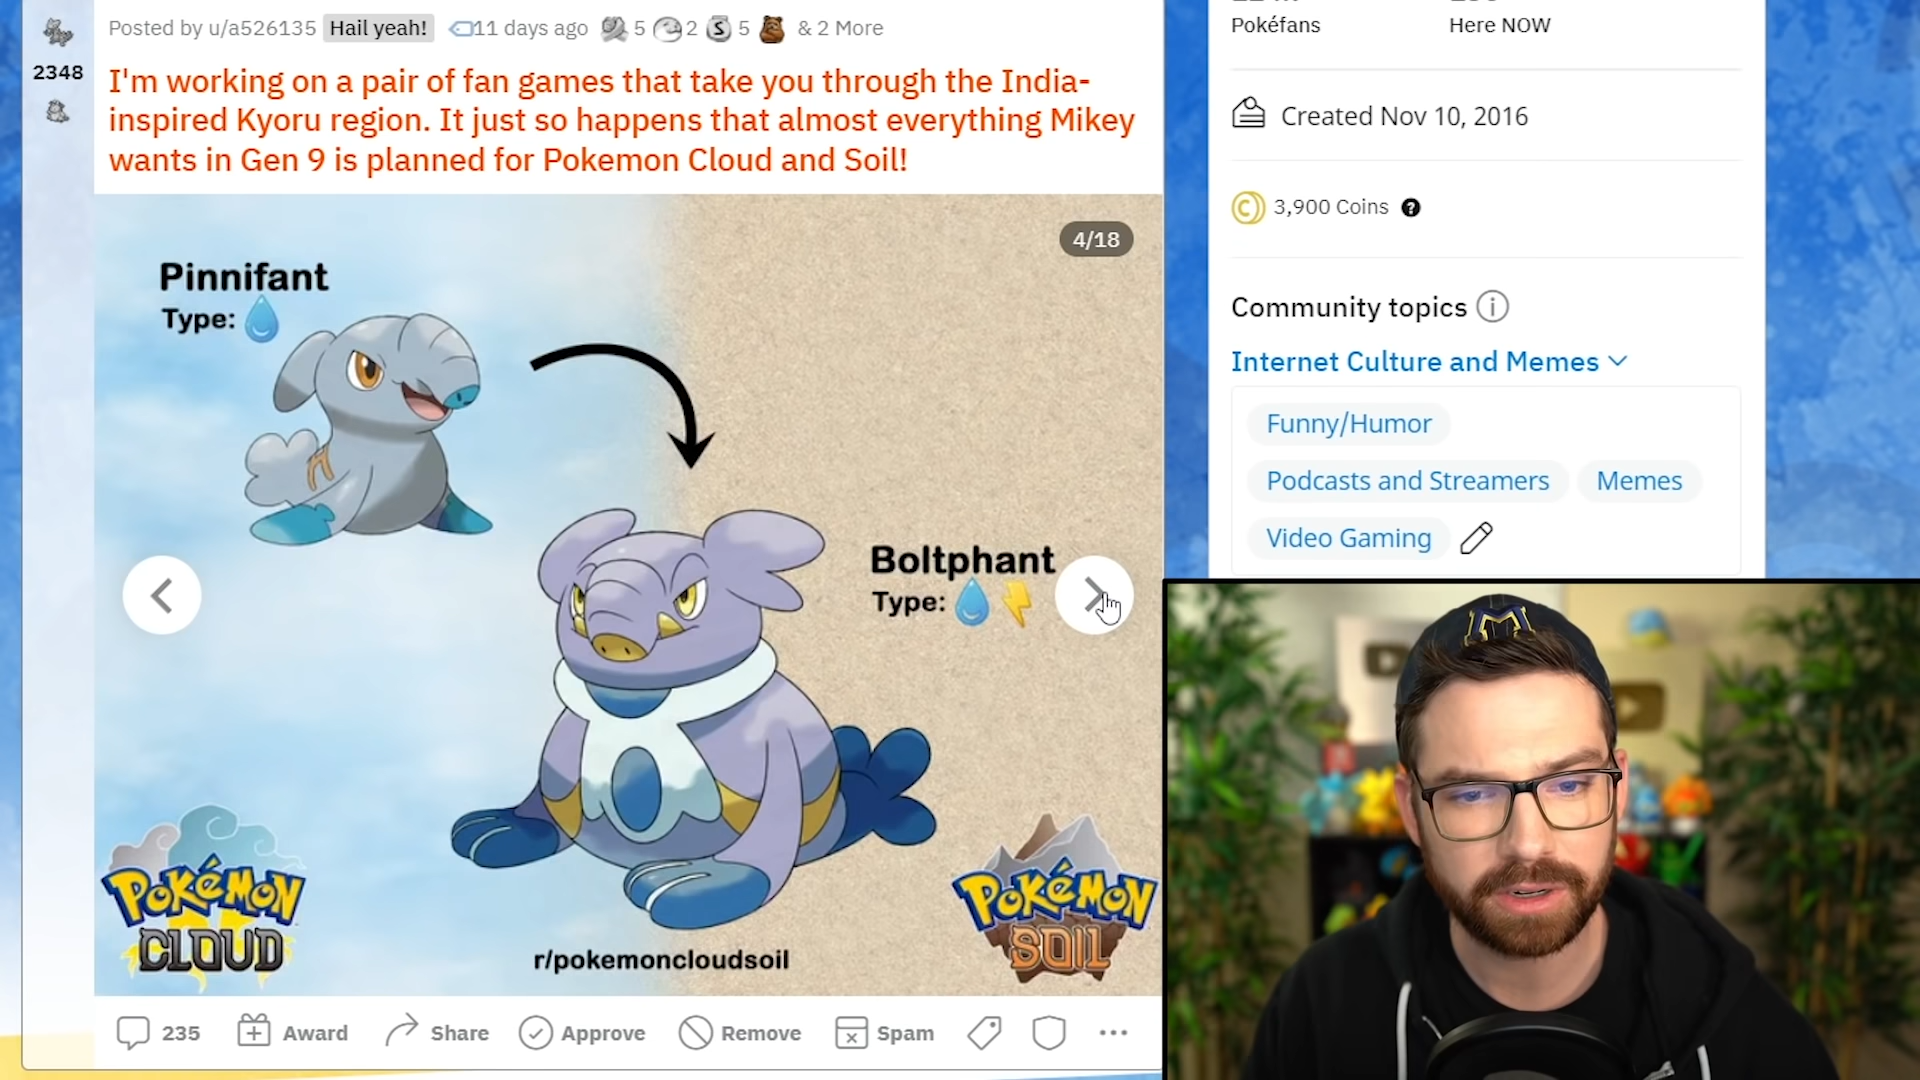 Posted by u/a526135 Hail yeah! 11 days ago 5 2 S 5 & 2 More
2348
I'm working on a pair of fan games that take you through the India-
inspired Kyoru region. It just so happens that almost everything Mikey
wants in Gen 9 is planned for Pokemon Cloud and Soil!
4/18
Pinnifant
Type:
Boltphant
Type:
POKéMON
CLOUD
POKéMON
SOIL
r/pokemoncloudsoil
235 Award Share Approve Remove Spam
Pokéfans Here NOW
Created Nov 10, 2016
3,900 Coins
Community topics
Internet Culture and Memes
Funny/Humor
Podcasts and Streamers Memes
Video Gaming
M